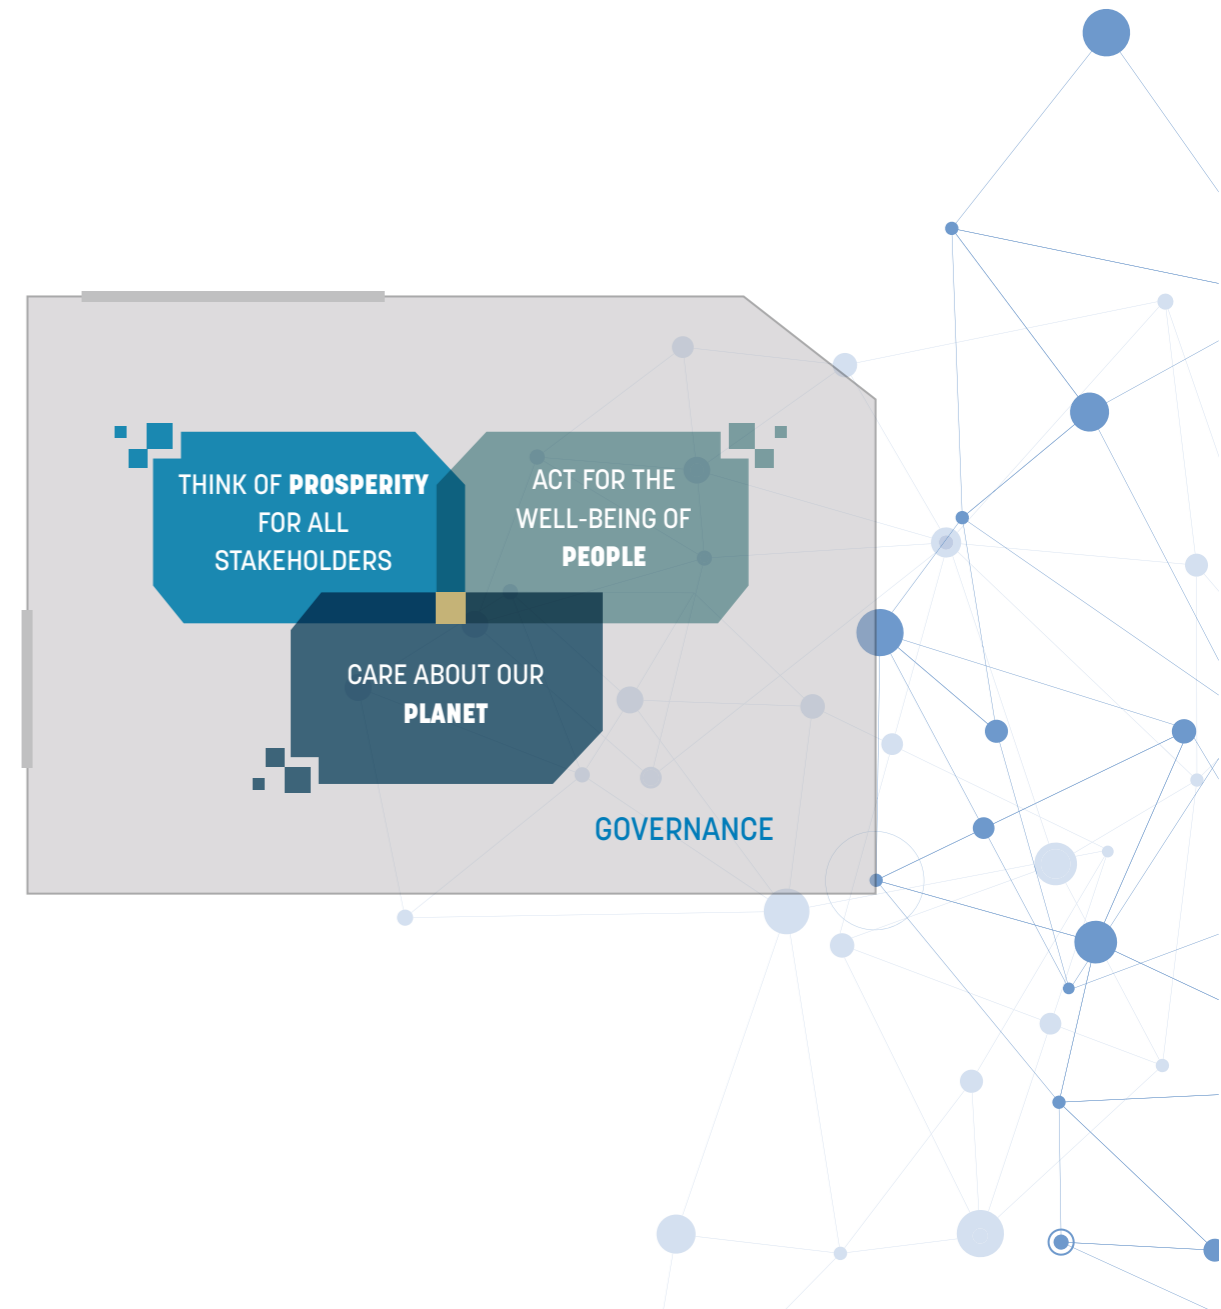 THINK OF PROSPERITY
FOR ALL
STAKEHOLDERS
ACT FOR THE
WELL-BEING OF
PEOPLE
CARE ABOUT OUR
PLANET
GOVERNANCE